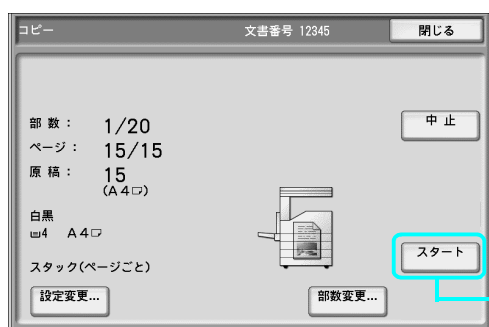 コピー 文書番号 12345 閉じる
部 数 : 1/20
中 止
ページ : 15/15
原 稿 : 15
(A4)
白黒
4 A4
スタート
スタック(ページごと)
設定変更... 部数変更...